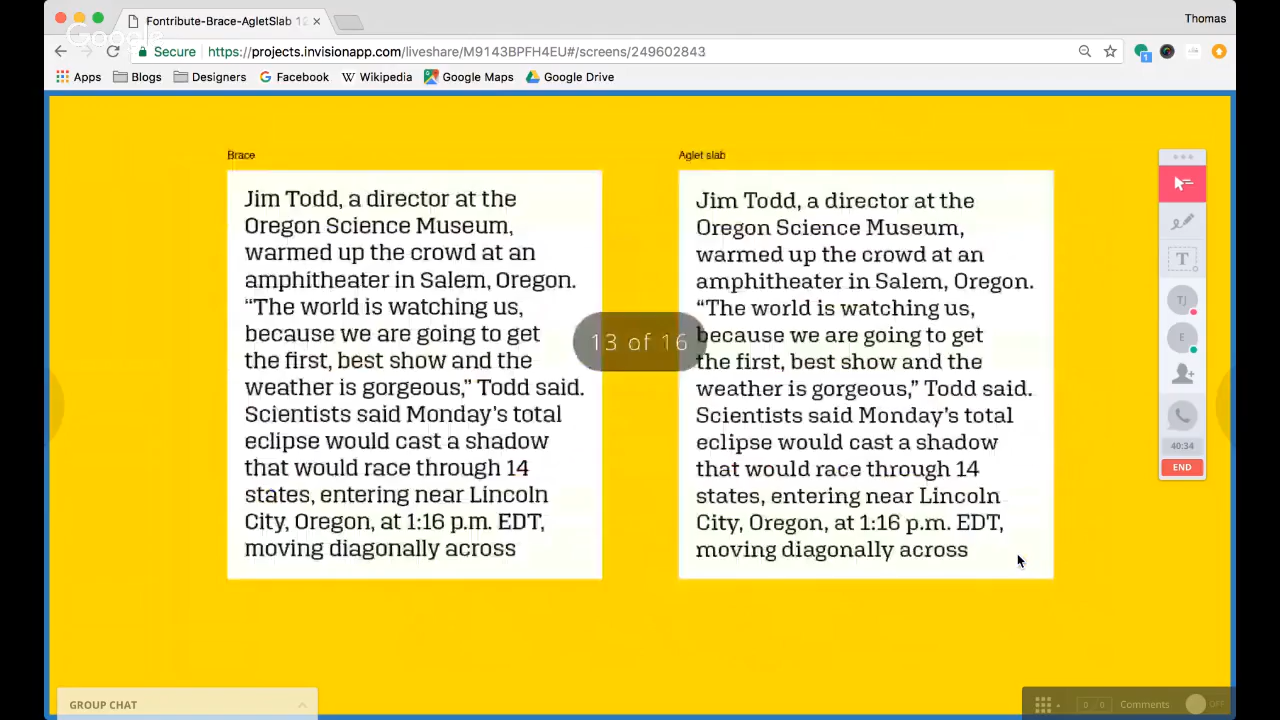 Fontribute-Brace-AgletSlab 12
Thomas
Google
Secure https://projects.invisionapp.com/liveshare/M9143BPFH4EU#/screens/249602843
Apps Blogs Designers Facebook Wikipedia Google Maps Google Drive
Brace
Jim Todd, a director at the
Oregon Science Museum,
warmed up the crowd at an
amphitheater in Salem, Oregon.
“The world is watching us,
because we are going to get
the first, best show and the
weather is gorgeous,” Todd said.
Scientists said Monday’s total
eclipse would cast a shadow
that would race through 14
states, entering near Lincoln
City, Oregon, at 1:16 p.m. EDT,
moving diagonally across
Aglet slab
Jim Todd, a director at the
Oregon Science Museum,
warmed up the crowd at an
amphitheater in Salem, Oregon.
“The world is watching us,
because we are going to get
the first, best show and the
weather is gorgeous,” Todd said.
Scientists said Monday’s total
eclipse would cast a shadow
that would race through 14
states, entering near Lincoln
City, Oregon, at 1:16 p.m. EDT,
moving diagonally across
13 of 16
T
TJ
E
40:34
END
GROUP CHAT
0 0 Comments OFF